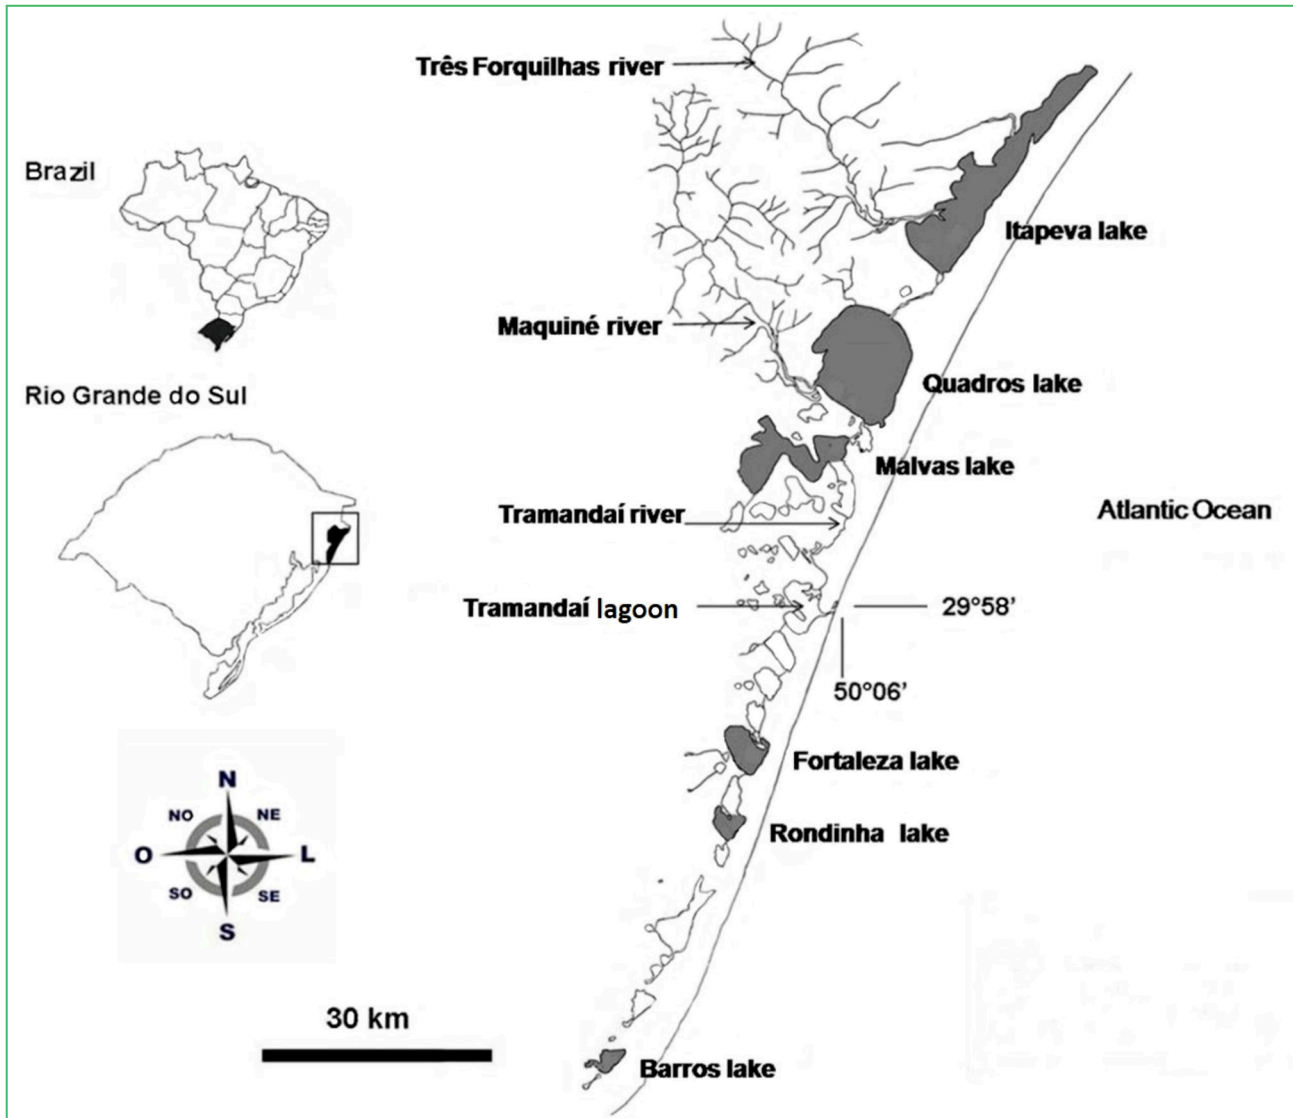 Três Forquilhas river
Brazil
Itapeva lake
Maquiné river
Quadros lake
Rio Grande do Sul
Malvas lake
Tramandaí river
Atlantic Ocean
Tramandaí lagoon
29°58’
50°06’
Fortaleza lake
N
NO
NE
O
L
SO
SE
S
Rondinha lake
30 km
Barros lake